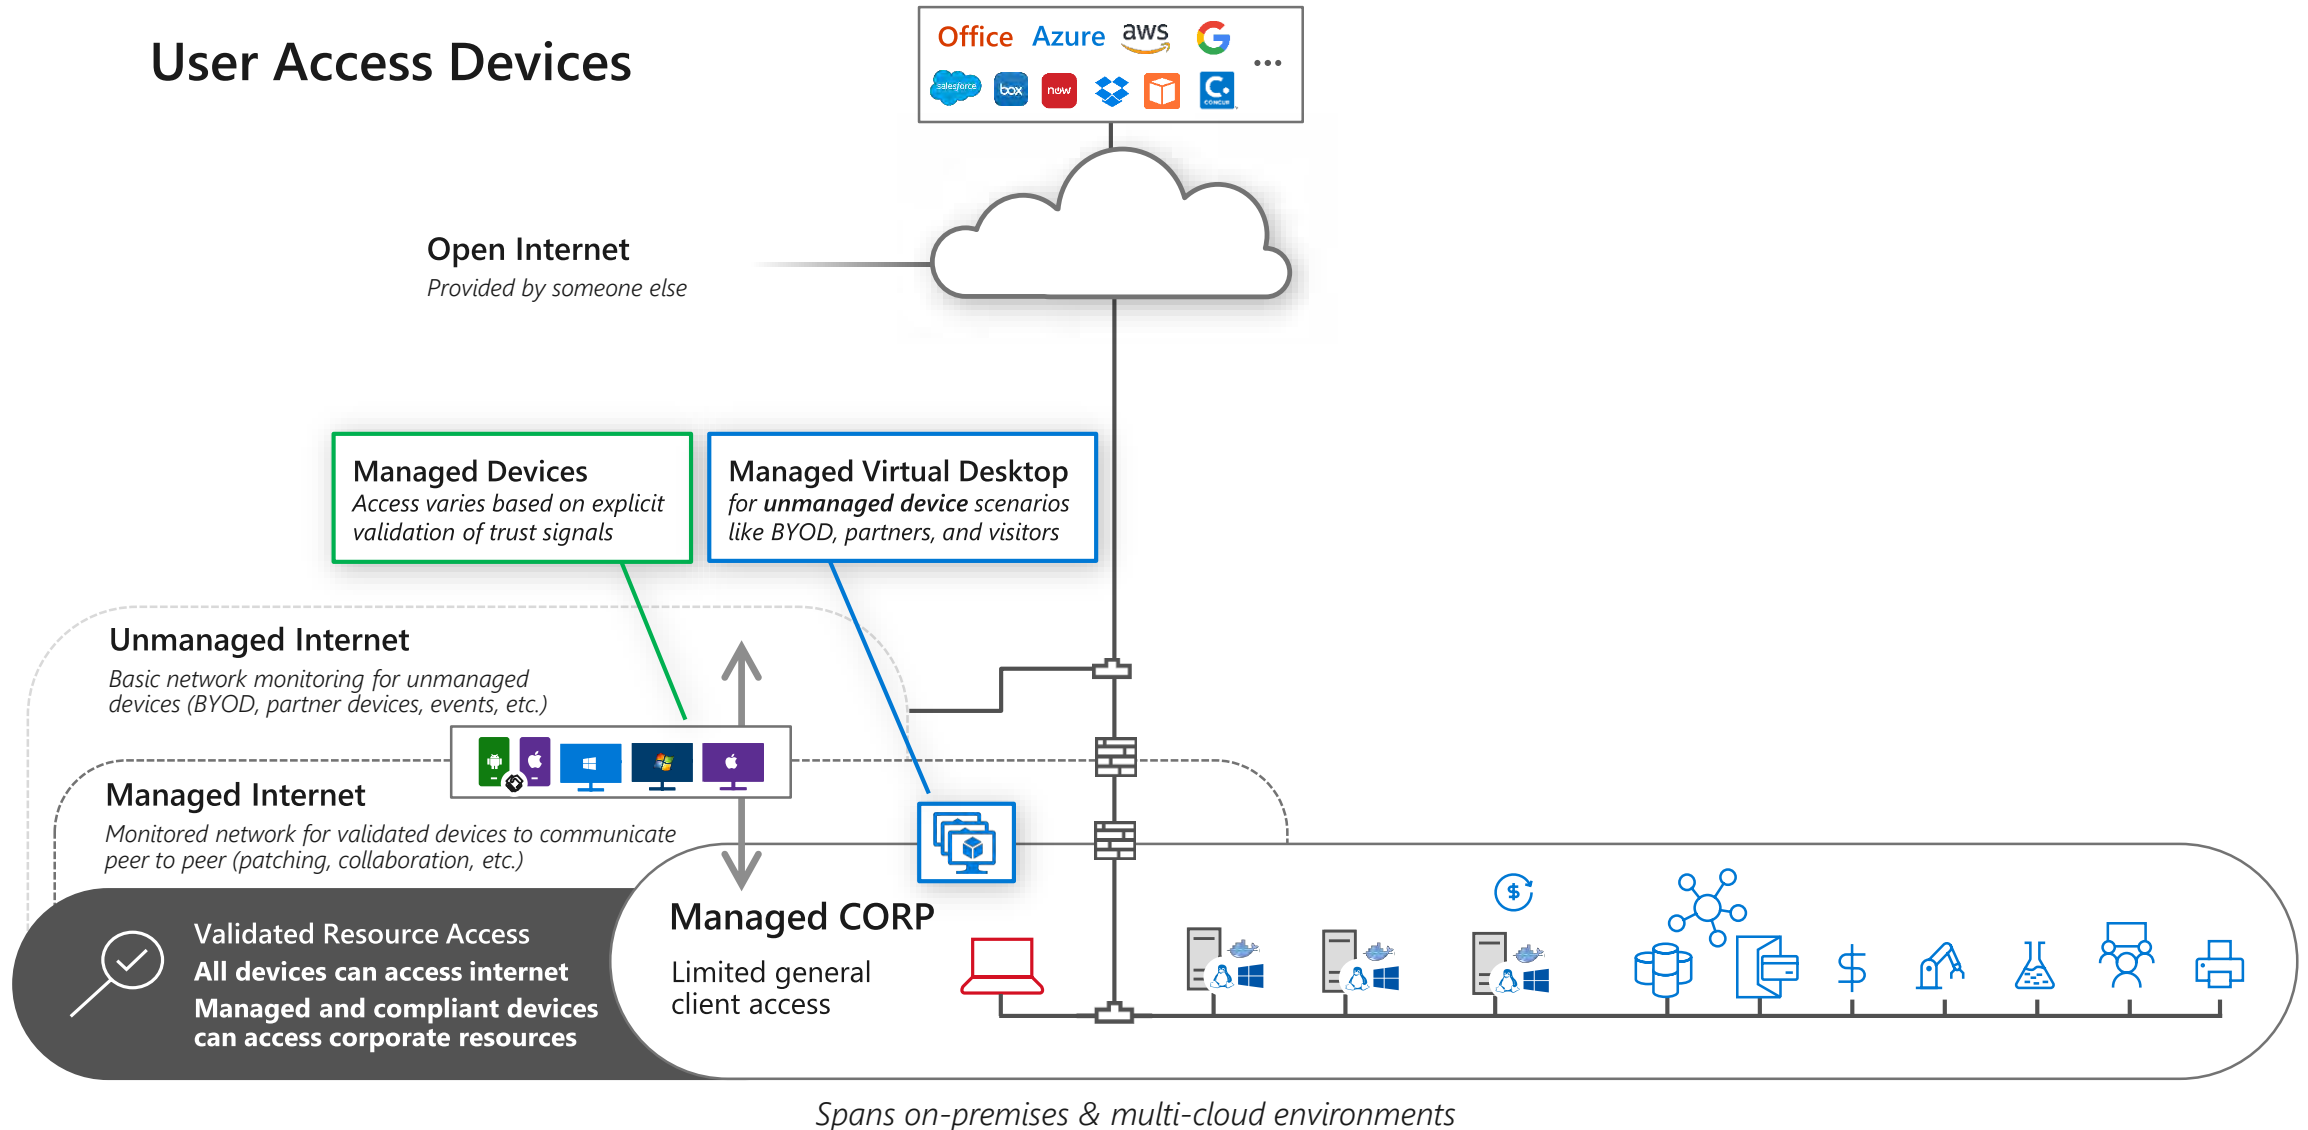 User Access Devices
Office Azure aws
salesforce box now C. CONCUR
Open Internet
Provided by someone else
Managed Devices
Access varies based on explicit
validation of trust signals
Managed Virtual Desktop
for unmanaged device scenarios
like BYOD, partners, and visitors
Unmanaged Internet
Basic network monitoring for unmanaged
devices (BYOD, partner devices, events, etc.)
Managed Internet
Monitored network for validated devices to communicate
peer to peer (patching, collaboration, etc.)
Validated Resource Access
All devices can access internet
Managed and compliant devices
can access corporate resources
Managed CORP
Limited general
client access
$
$
Spans on-premises & multi-cloud environments